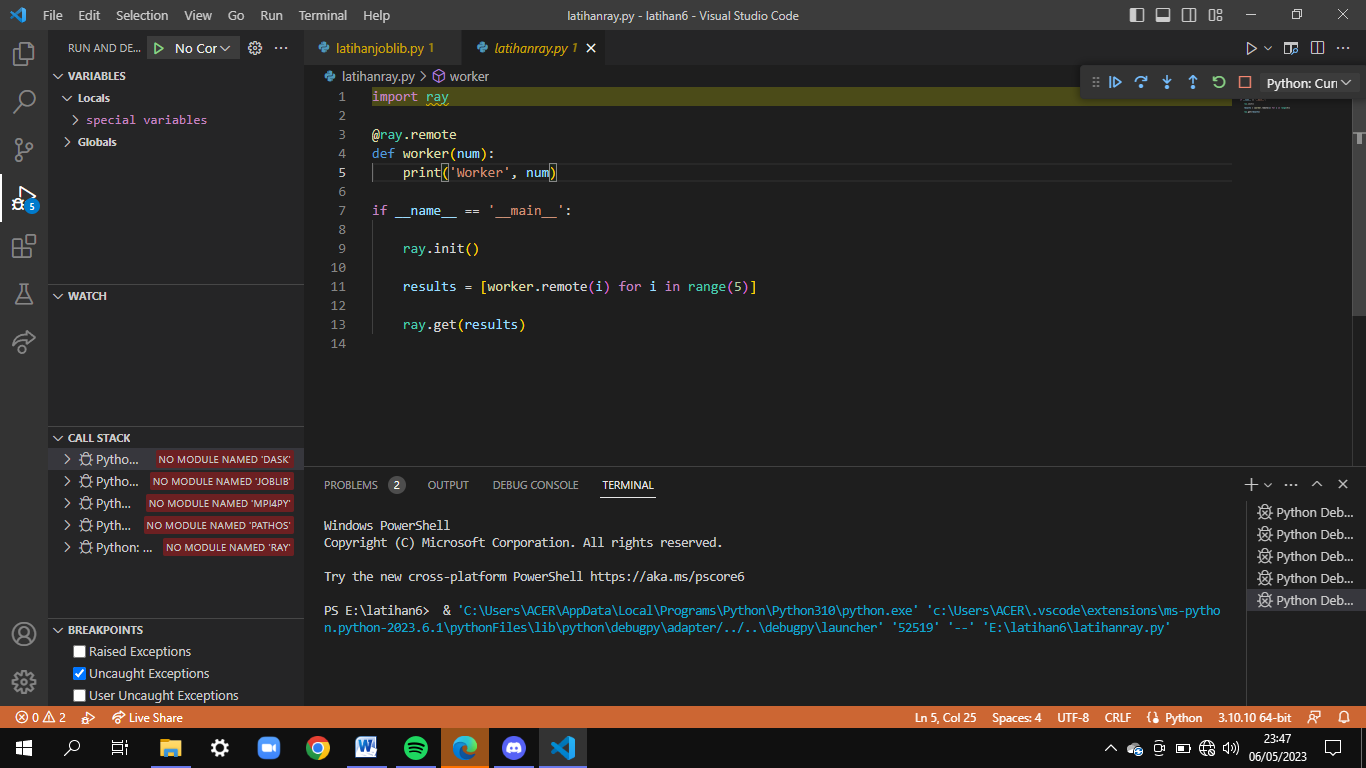 File Edit Selection View Go Run Terminal Help latihanray.py - latihan6 - Visual Studio Code
RUN AND DE... No Cor
latihanjoblib.py 1 latihanray.py 1
latihanray.py > worker
Python: Cur
VARIABLES
Locals
special variables
Globals
WATCH
CALL STACK
Pytho... NO MODULE NAMED 'DASK'
Pytho... NO MODULE NAMED 'JOBLIB'
Pyth... NO MODULE NAMED 'MPI4PY'
Pyth... NO MODULE NAMED 'PATHOS'
Python: ... NO MODULE NAMED 'RAY'
BREAKPOINTS
Raised Exceptions
Uncaught Exceptions
User Uncaught Exceptions
5
1 import ray
2
3 @ray.remote
4 def worker(num):
5 print('Worker', num)
6
7 if __name__ == '__main__':
8
9 ray.init()
10
11 results = [worker.remote(i) for i in range(5)]
12
13 ray.get(results)
14
PROBLEMS 2 OUTPUT DEBUG CONSOLE TERMINAL
Windows PowerShell
Copyright (C) Microsoft Corporation. All rights reserved.
Try the new cross-platform PowerShell https://aka.ms/pscore6
PS E:\latihan6> & 'C:\Users\ACER\AppData\Local\Programs\Python\Python310\python.exe' 'c:\Users\ACER\.vscode\extensions\ms-pytho
n.python-2023.6.1\pythonFiles\lib\python\debugpy\adapter/../..\debugpy\launcher' '52519' '--' 'E:\latihan6\latihanray.py'
Python Deb...
Python Deb...
Python Deb...
Python Deb...
Python Deb...
0 2 Live Share Ln 5, Col 25 Spaces: 4 UTF-8 CRLF Python 3.10.10 64-bit
23:47
06/05/2023